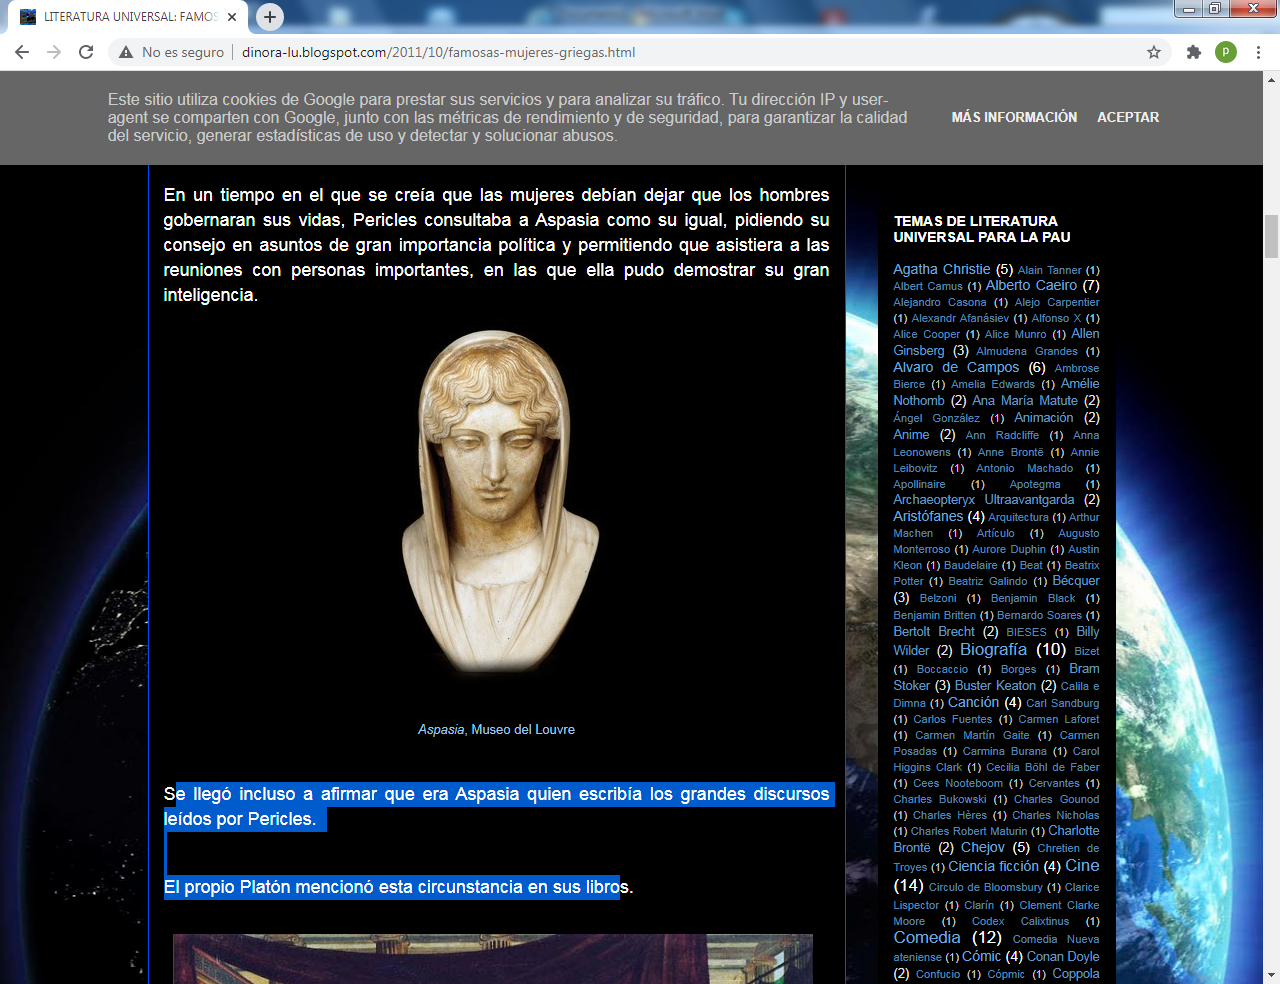 LITERATURA UNIVERSAL: FAMOS
No es seguro
dinora-lu.blogspot.com/2011/10/famosas-mujeres-griegas.html
p
Este sitio utiliza cookies de Google para prestar sus servicios y para analizar su tráfico. Tu dirección IP y user-
agent se comparten con Google, junto con las métricas de rendimiento y de seguridad, para garantizar la calidad
del servicio, generar estadísticas de uso y detectar y solucionar abusos.
MÁS INFORMACIÓN
ACEPTAR
En un tiempo en el que se creía que las mujeres debían dejar que los hombres
gobernaran sus vidas, Pericles consultaba a Aspasia como su igual, pidiendo su
consejo en asuntos de gran importancia política y permitiendo que asistiera a las
reuniones con personas importantes, en las que ella pudo demostrar su gran
inteligencia.
Aspasia, Museo del Louvre
Se llegó incluso a afirmar que era Aspasia quien escribía los grandes discursos
leídos por Pericles.
El propio Platón mencionó esta circunstancia en sus libros.
TEMAS DE LITERATURA
UNIVERSAL PARA LA PAU
Agatha Christie (5) Alain Tanner (1)
Albert Camus (1) Alberto Caeiro (7)
Alejandro Casona (1) Alejo Carpentier
(1) Alexandr Afanásiev (1) Alfonso X (1)
Alice Cooper (1) Alice Munro (1) Allen
Ginsberg (3) Almudena Grandes (1)
Alvaro de Campos (6) Ambrose
Bierce (1) Amelia Edwards (1) Amélie
Nothomb (2) Ana María Matute (2)
Ángel González (1) Animación (2)
Anime (2) Ann Radcliffe (1) Anna
Leonowens (1) Anne Brontë (1) Annie
Leibovitz (1) Antonio Machado (1)
Apollinaire (1) Apotegma (1)
Archaeopteryx Ultraavantgarda (2)
Aristófanes (4) Arquitectura (1) Arthur
Machen (1) Artículo (1) Augusto
Monterroso (1) Aurore Duphin (1) Austin
Kleon (1) Baudelaire (1) Beat (1) Beatrix
Potter (1) Beatriz Galindo (1) Bécquer
(3) Belzoni (1) Benjamin Black (1)
Benjamin Britten (1) Bernardo Soares (1)
Bertolt Brecht (2) BIESES (1) Billy
Wilder (2) Biografía (10) Bizet
(1) Boccaccio (1) Borges (1) Bram
Stoker (3) Buster Keaton (2) Calila e
Dimna (1) Canción (4) Carl Sandburg
(1) Carlos Fuentes (1) Carmen Laforet
(1) Carmen Martín Gaite (1) Carmen
Posadas (1) Carmina Burana (1) Carol
Higgins Clark (1) Cecilia Böhl de Faber
(1) Cees Nooteboom (1) Cervantes (1)
Charles Bukowski (1) Charles Gounod
(1) Charles Hères (1) Charles Nicholas
(1) Charles Robert Maturin (1) Charlotte
Brontë (2) Chejov (5) Chretien de
Troyes (1) Ciencia ficción (4) Cine
(14) Circulo de Bloomsbury (1) Clarice
Lispector (1) Clarín (1) Clement Clarke
Moore (1) Codex Calixtinus (1)
Comedia (12) Comedia Nueva
ateniense (1) Cómic (4) Conan Doyle
(2) Confucio (1) Cópmic (1) Coppola